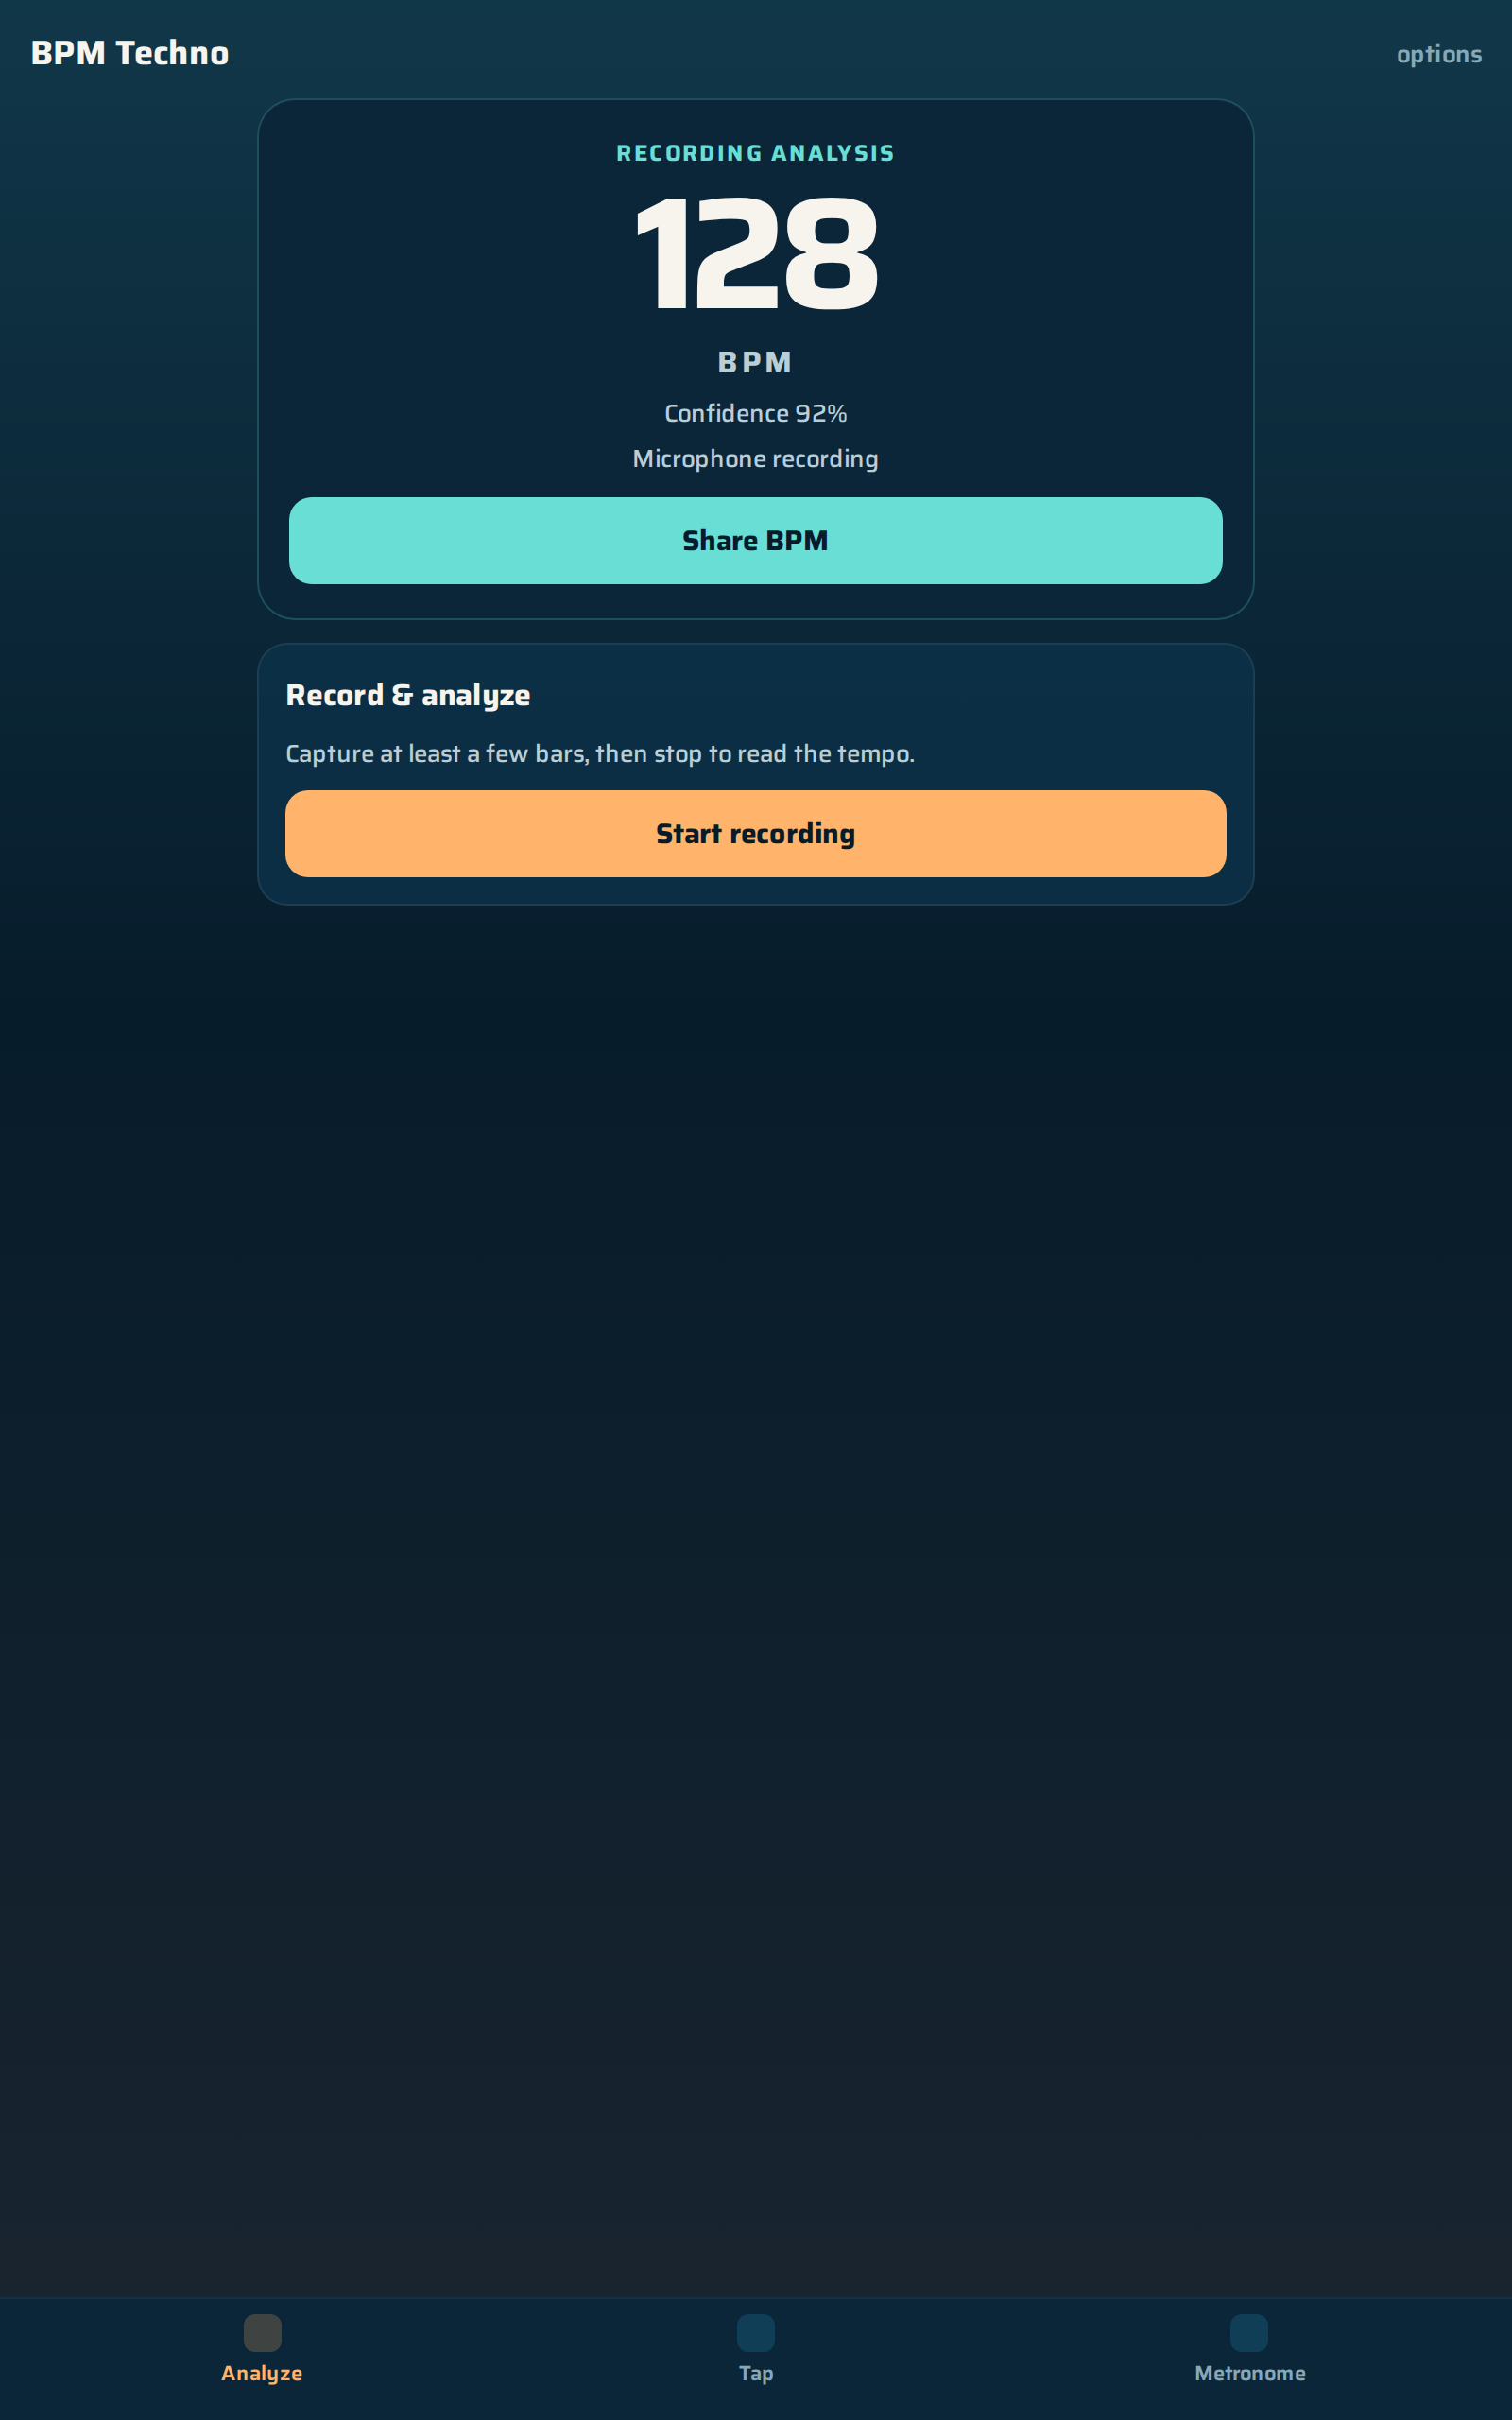 BPM Techno
options
RECORDING ANALYSIS
128
BPM
Confidence 92%
Microphone recording
Share BPM
Record & analyze
Capture at least a few bars, then stop to read the tempo.
Start recording
Analyze
Tap
Metronome